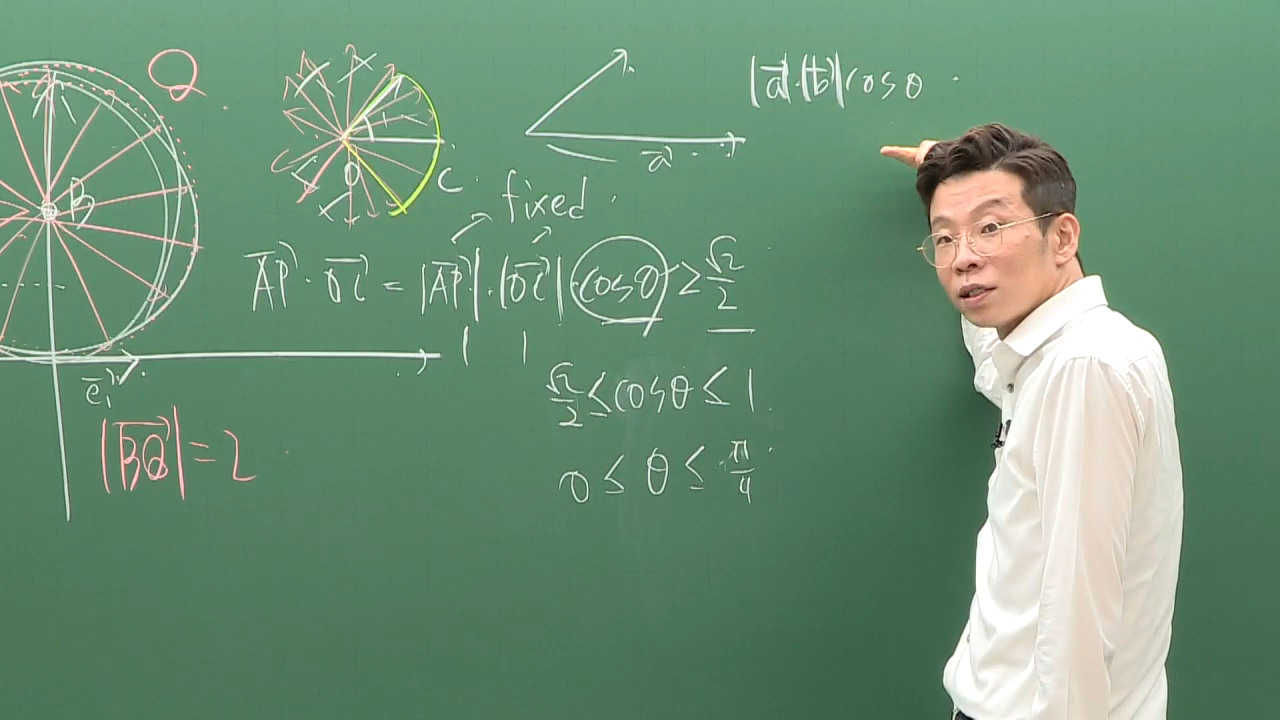 Q
|a⃗|·|b⃗|cosθ
a⃗
B
O
C
fixed
AP⃗ · OC⃗ = |AP⃗| · |OC⃗| cosθ ≥ √2/2
1 1
e₁⃗
√2/2 ≤ cosθ ≤ 1
|BQ⃗| = 2
0 ≤ θ ≤ π/4